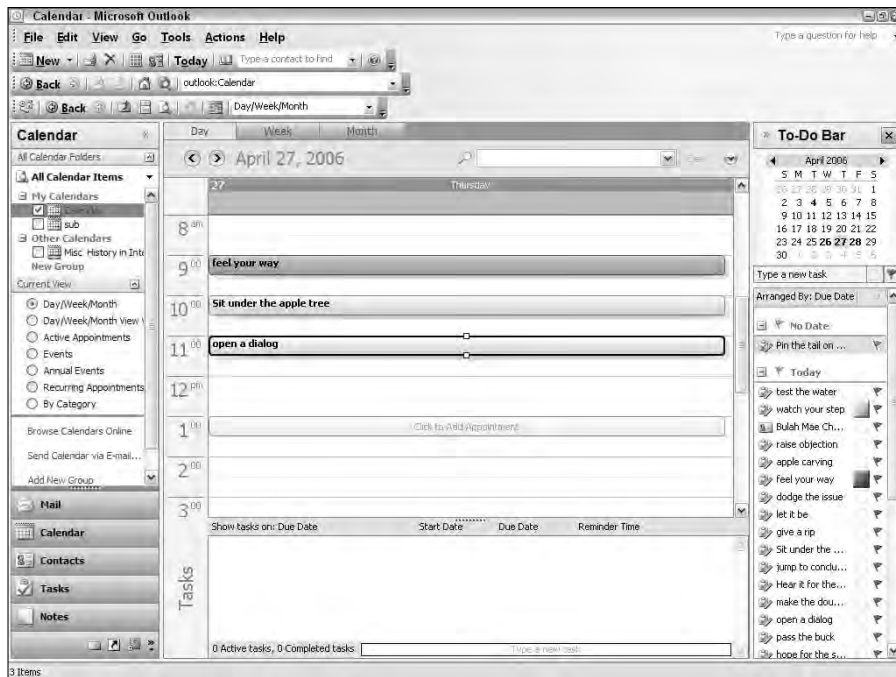 Calendar - Microsoft Outlook
File Edit View Go Tools Actions Help
Type a question for help
New Today Type a contact to find
Back outlook:Calendar
Back Day/Week/Month
Calendar
All Calendar Folders
All Calendar Items
My Calendars
sub
Other Calendars
Misc History in Inte
New Group
Current View
Day/Week/Month
Day/Week/Month View
Active Appointments
Events
Annual Events
Recurring Appointments
By Category
Browse Calendars Online
Send Calendar via E-mail...
Add New Group
Mail
Calendar
Contacts
Tasks
Notes
Day Week Month
April 27, 2006
27 Thursday
8 am
9 00 feel your way
10 00 Sit under the apple tree
11 00 open a dialog
12 pm
1 00 Click to Add Appointment
2 00
3 00
Show tasks on: Due Date Start Date Due Date Reminder Time
Tasks
0 Active tasks, 0 Completed tasks Type a new task
To-Do Bar
April 2006
S M T W T F S
26 27 28 29 30 31 1
2 3 4 5 6 7 8
9 10 11 12 13 14 15
16 17 18 19 20 21 22
23 24 25 26 27 28 29
30 1 2 3 4 5 6
Type a new task
Arranged By: Due Date
No Date
Pin the tail on ...
Today
test the water
watch your step
Bulah Mae Ch...
raise objection
apple carving
feel your way
dodge the issue
let it be
give a rip
Sit under the ...
jump to conclu...
Hear it for the...
make the dou...
open a dialog
pass the buck
hope for the s...
3 Items